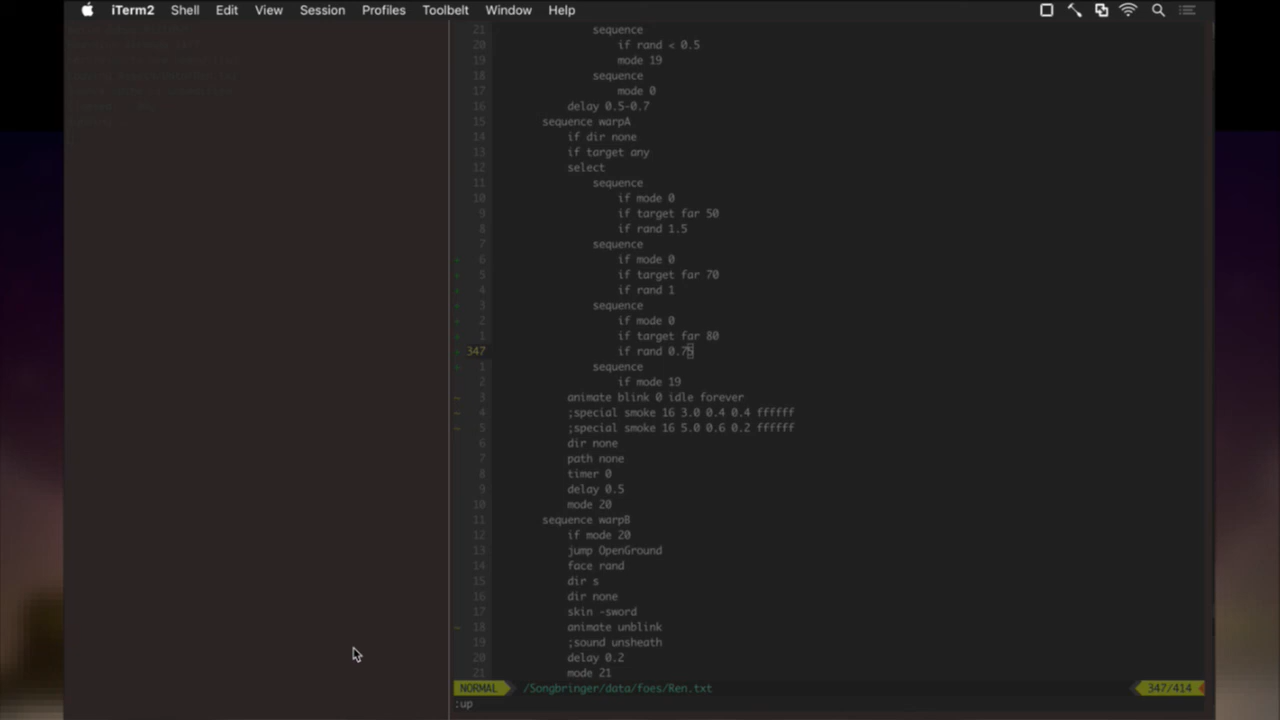 iTerm2 Shell Edit View Session Profiles Toolbelt Window Help
21 sequence
20 if rand < 0.5
19 mode 19
18 sequence
17 mode 0
16 delay 0.5-0.7
15 sequence warpA
14 if dir none
13 if target any
12 select
11 sequence
10 if mode 0
9 if target far 50
8 if rand 1.5
7 sequence
6 if mode 0
5 if target far 70
4 if rand 1
3 sequence
2 if mode 0
1 if target far 80
347 if rand 0.75
1 sequence
2 if mode 19
3 animate blink 0 idle forever
4 ;special smoke 16 3.0 0.4 0.4 ffffff
5 ;special smoke 16 5.0 0.6 0.2 ffffff
6 dir none
7 path none
8 timer 0
9 delay 0.5
10 mode 20
11 sequence warpB
12 if mode 20
13 jump OpenGround
14 face rand
15 dir s
16 dir none
17 skin -sword
18 animate unblink
19 ;sound unsheath
20 delay 0.2
21 mode 21
NORMAL /Songbringer/data/foes/Ren.txt 347/414
:up